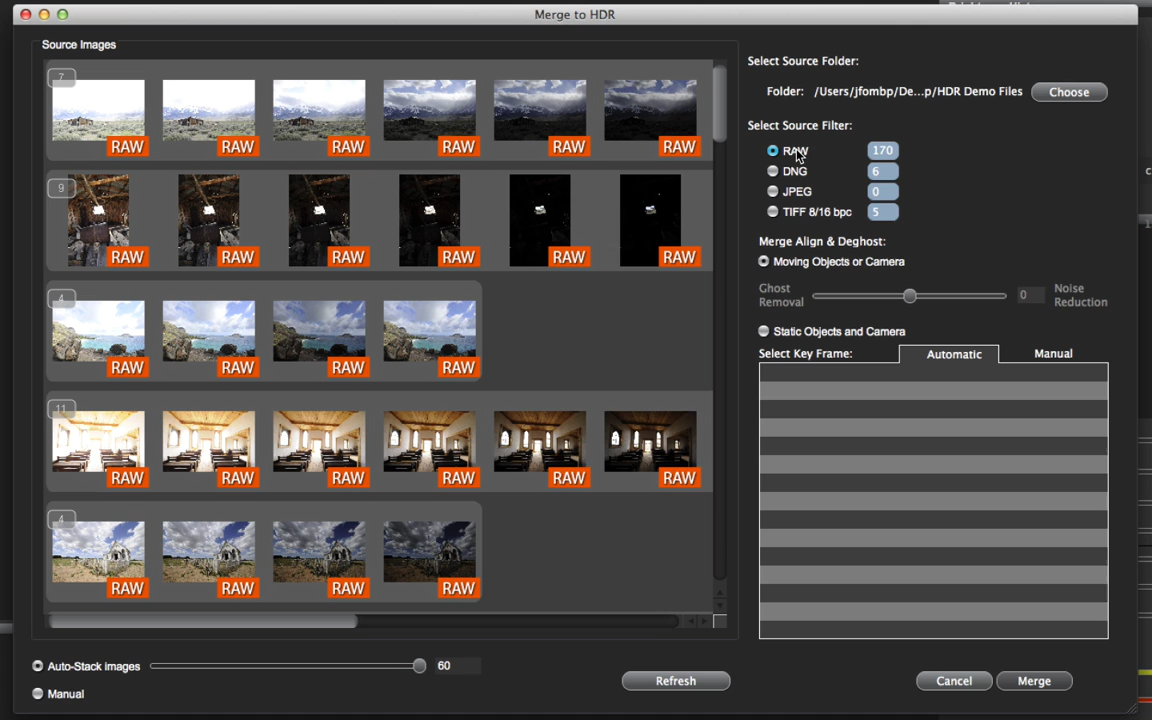 Merge to HDR
Source Images
7
RAW RAW RAW RAW RAW RAW
9
RAW RAW RAW RAW RAW RAW
4
RAW RAW RAW RAW
11
RAW RAW RAW RAW RAW RAW
4
RAW RAW RAW RAW
Auto-Stack images 60
Manual
Refresh
Select Source Folder:
Folder: /Users/jfombp/De...p/HDR Demo Files Choose
Select Source Filter:
RAW 170
DNG 6
JPEG 0
TIFF 8/16 bpc 5
Merge Align & Deghost:
Moving Objects or Camera
Ghost Removal 0 Noise Reduction
Static Objects and Camera
Select Key Frame: Automatic Manual
Cancel Merge